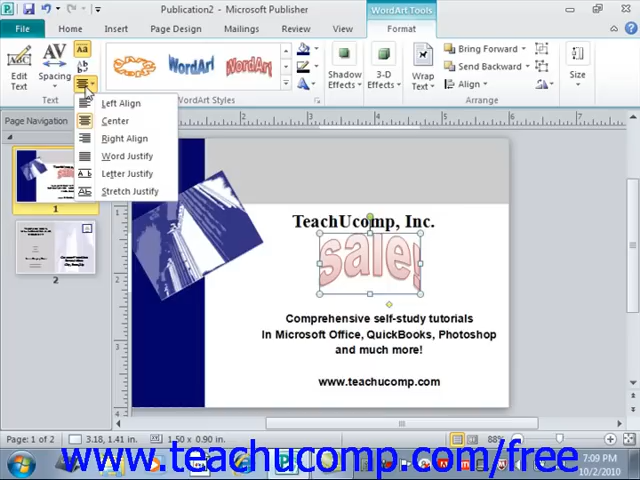 Publication2 - Microsoft Publisher
WordArt Tools
File
Home
Insert
Page Design
Mailings
Review
View
Format
Edit Text
Spacing
Aa
WordArt
WordArt
Shadow Effects
3-D Effects
Wrap Text
Bring Forward
Send Backward
Align
Size
Text
WordArt Styles
Arrange
Left Align
Center
Right Align
Word Justify
Letter Justify
Stretch Justify
Page Navigation
1
2
TeachUcomp, Inc.
sale!
Comprehensive self-study tutorials
In Microsoft Office, QuickBooks, Photoshop
and much more!
www.teachucomp.com
Page: 1 of 2
3.18, 1.41 in.
1.50 x 0.90 in.
88%
www.teachucomp.com/free
7:09 PM
10/2/2010